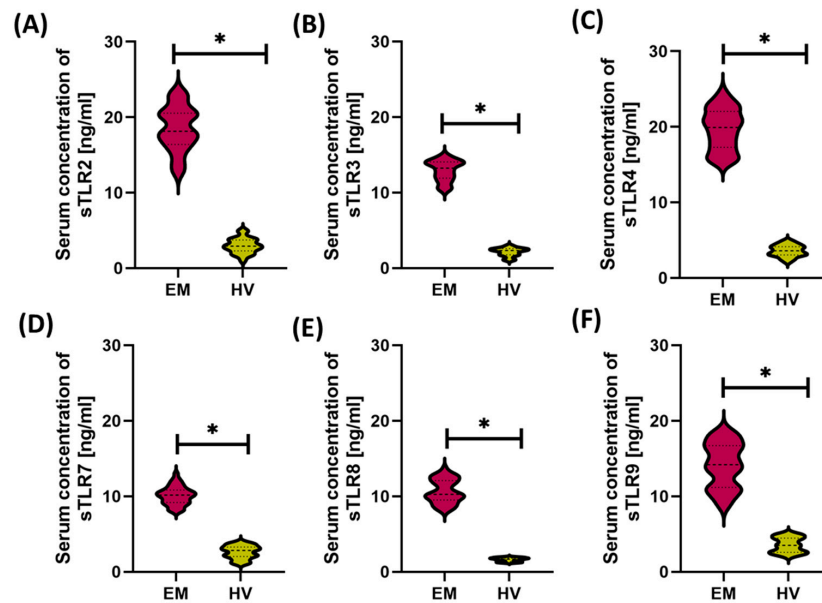 (A)
Serum concentration of
sTLR2 [ng/ml]
30
20
10
0
*
EM HV
(B)
Serum concentration of
sTLR3 [ng/ml]
30
20
10
0
*
EM HV
(C)
Serum concentration of
sTLR4 [ng/ml]
30
20
10
0
*
EM HV
(D)
Serum concentration of
sTLR7 [ng/ml]
30
20
10
0
*
EM HV
(E)
Serum concentration of
sTLR8 [ng/ml]
30
20
10
0
*
EM HV
(F)
Serum concentration of
sTLR9 [ng/ml]
30
20
10
0
*
EM HV